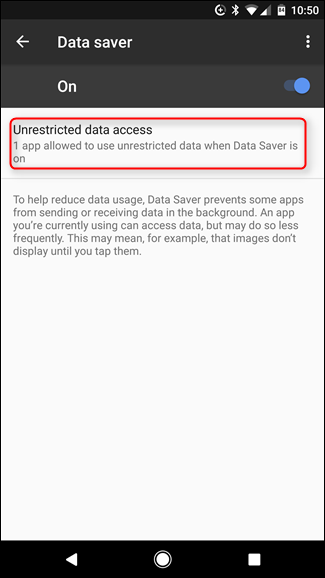 10:50
Data saver
On
Unrestricted data access
1 app allowed to use unrestricted data when Data Saver is
on
To help reduce data usage, Data Saver prevents some apps
from sending or receiving data in the background. An app
you're currently using can access data, but may do so less
frequently. This may mean, for example, that images don't
display until you tap them.